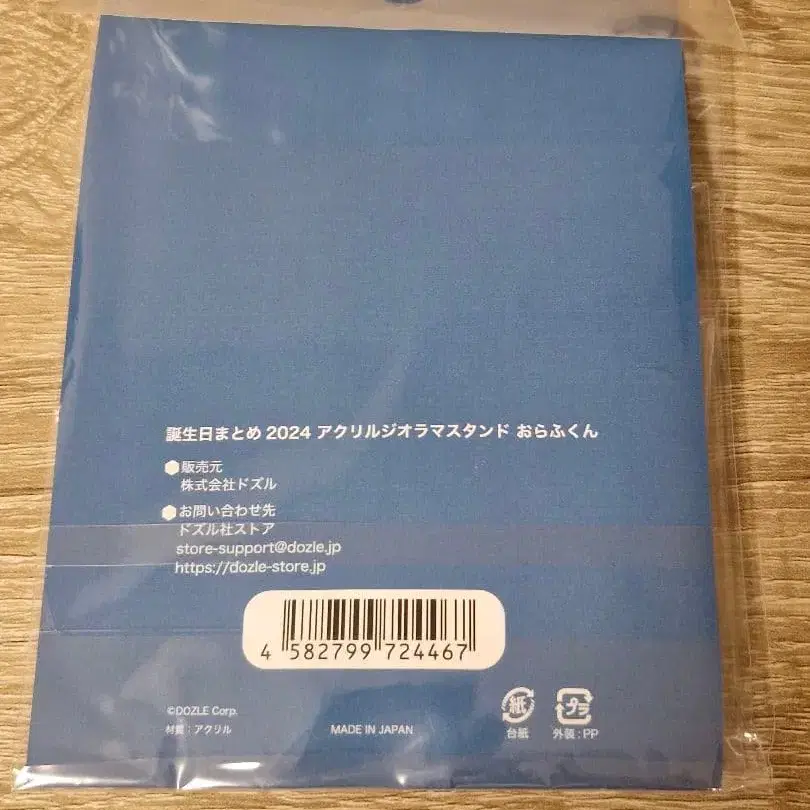 誕生日まとめ2024 アクリルジオラマスタンド おらふくん
販売元
株式会社ドズル
お問い合わせ先
ドズル社ストア
store-support@dozle.jp
https://dozle-store.jp
4 582799 724467
©DOZLE Corp.
材質：アクリル
MADE IN JAPAN
紙
台紙
プラ
外装：PP